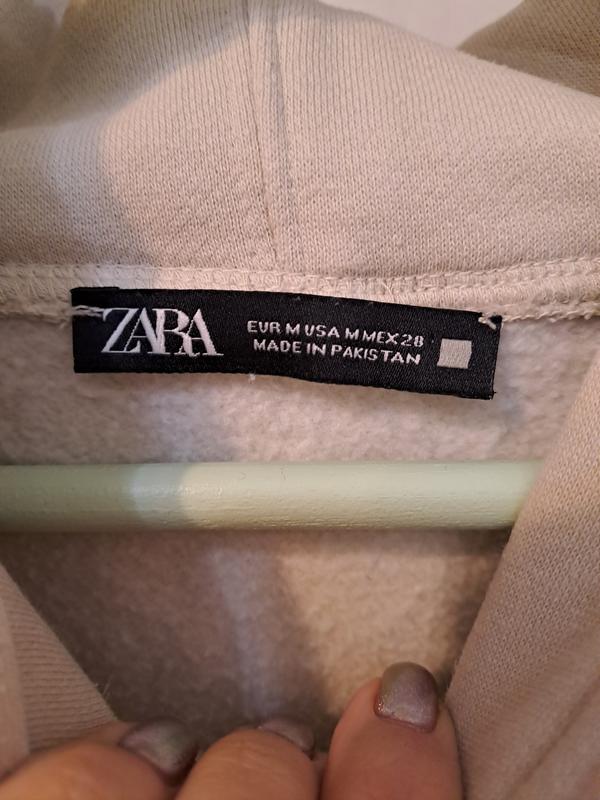 ZARA
EUR M USA M MEX 28
MADE IN PAKISTAN